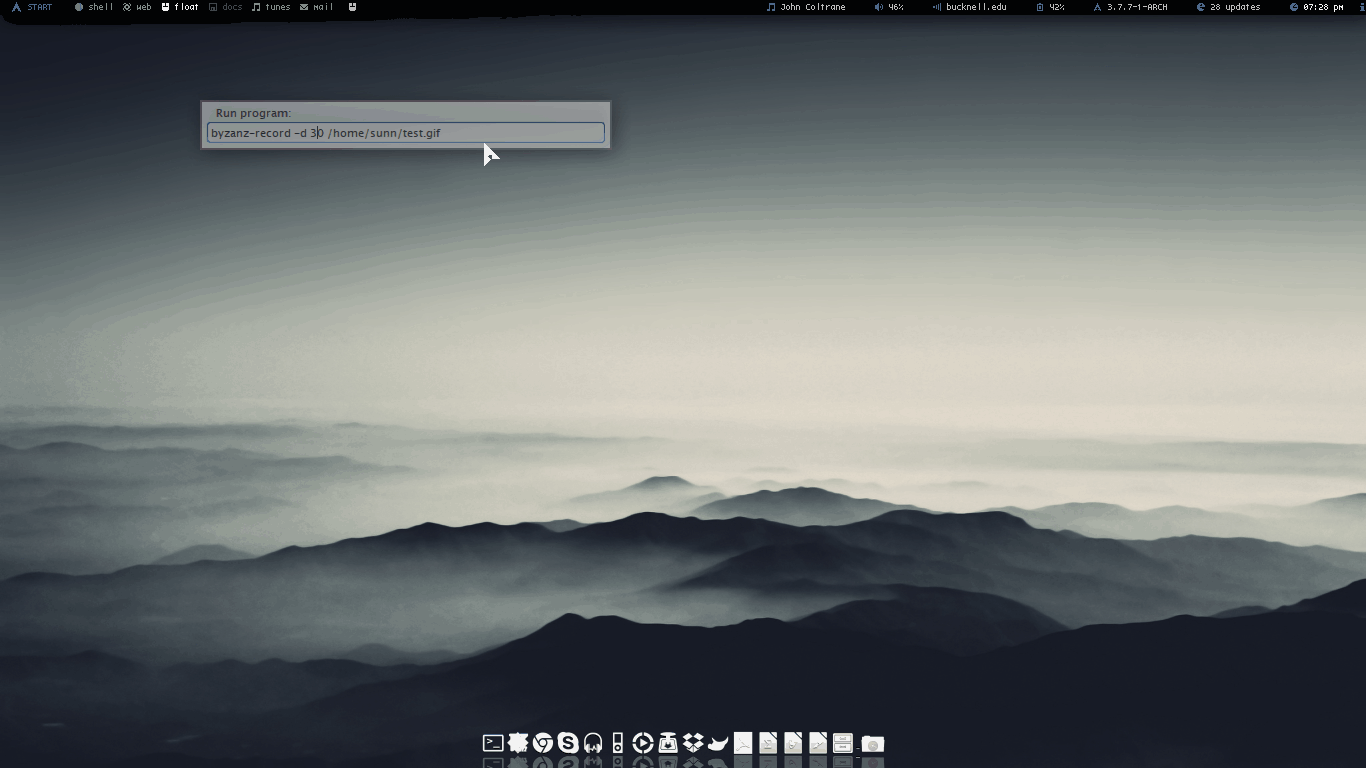 START shell web float docs tunes mail John Coltrane 46% bucknell.edu 42% 3.7.7-1-ARCH 28 updates 07:28 pm
Run program:
byzanz-record -d 30 /home/sunn/test.gif